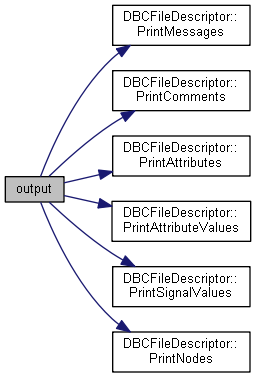 DBCFileDescriptor::
PrintMessages
DBCFileDescriptor::
PrintComments
DBCFileDescriptor::
PrintAttributes
output
DBCFileDescriptor::
PrintAttributeValues
DBCFileDescriptor::
PrintSignalValues
DBCFileDescriptor::
PrintNodes